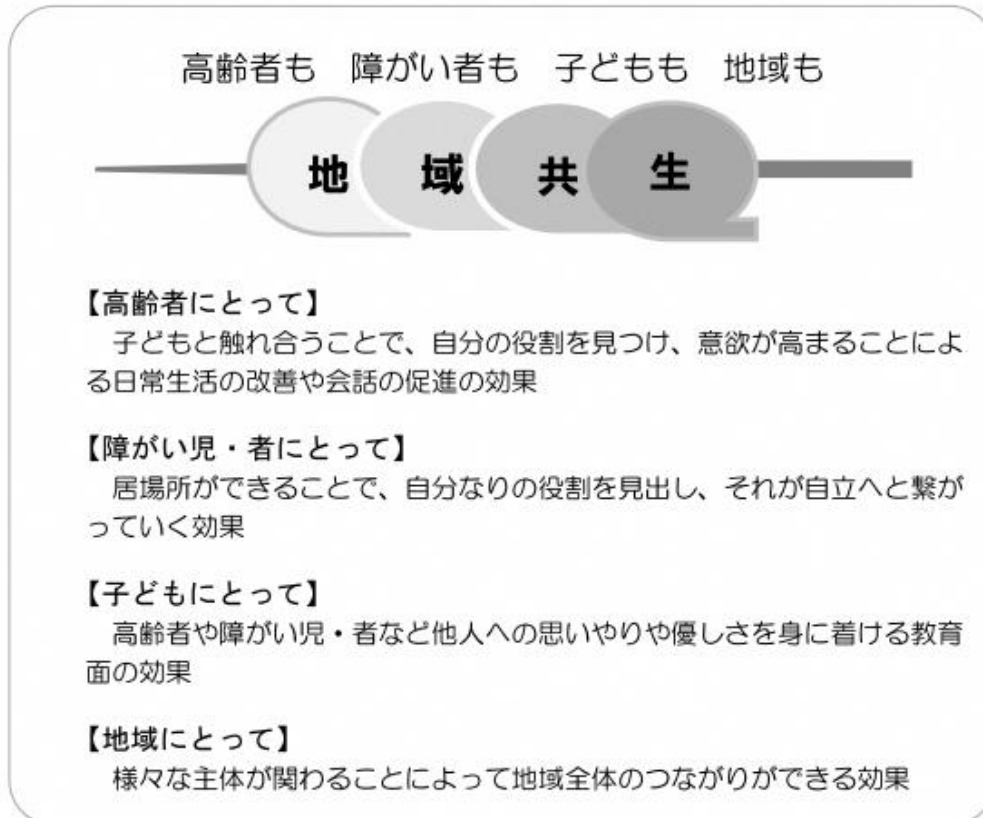 高齢者も　障がい者も　子どもも　地域も
地域共生
【高齢者にとって】
　子どもと触れ合うことで、自分の役割を見つけ、意欲が高まることによ
る日常生活の改善や会話の促進の効果
【障がい児・者にとって】
　居場所ができることで、自分なりの役割を見出し、それが自立へと繋が
っていく効果
【子どもにとって】
　高齢者や障がい児・者など他人への思いやりや優しさを身に着ける教育
面の効果
【地域にとって】
　様々な主体が関わることによって地域全体のつながりができる効果